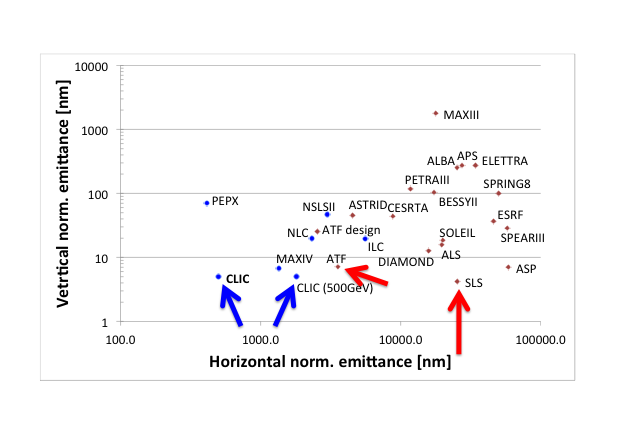 10000
1000
100
10
1
Vetrtical norm. emittance [nm]
MAXIII
ALBA
APS
ELETTRA
PETRAIII
SPRING8
BESSYII
PEPX
NSLSII
ASTRID
CESRTA
ESRF
NLC
ATF design
SOLEIL
SPEARIII
ILC
ALS
MAXIV
ATF
DIAMOND
ASP
CLIC
CLIC (500GeV)
SLS
100.0
1000.0
10000.0
100000.0
Horizontal norm. emittance [nm]